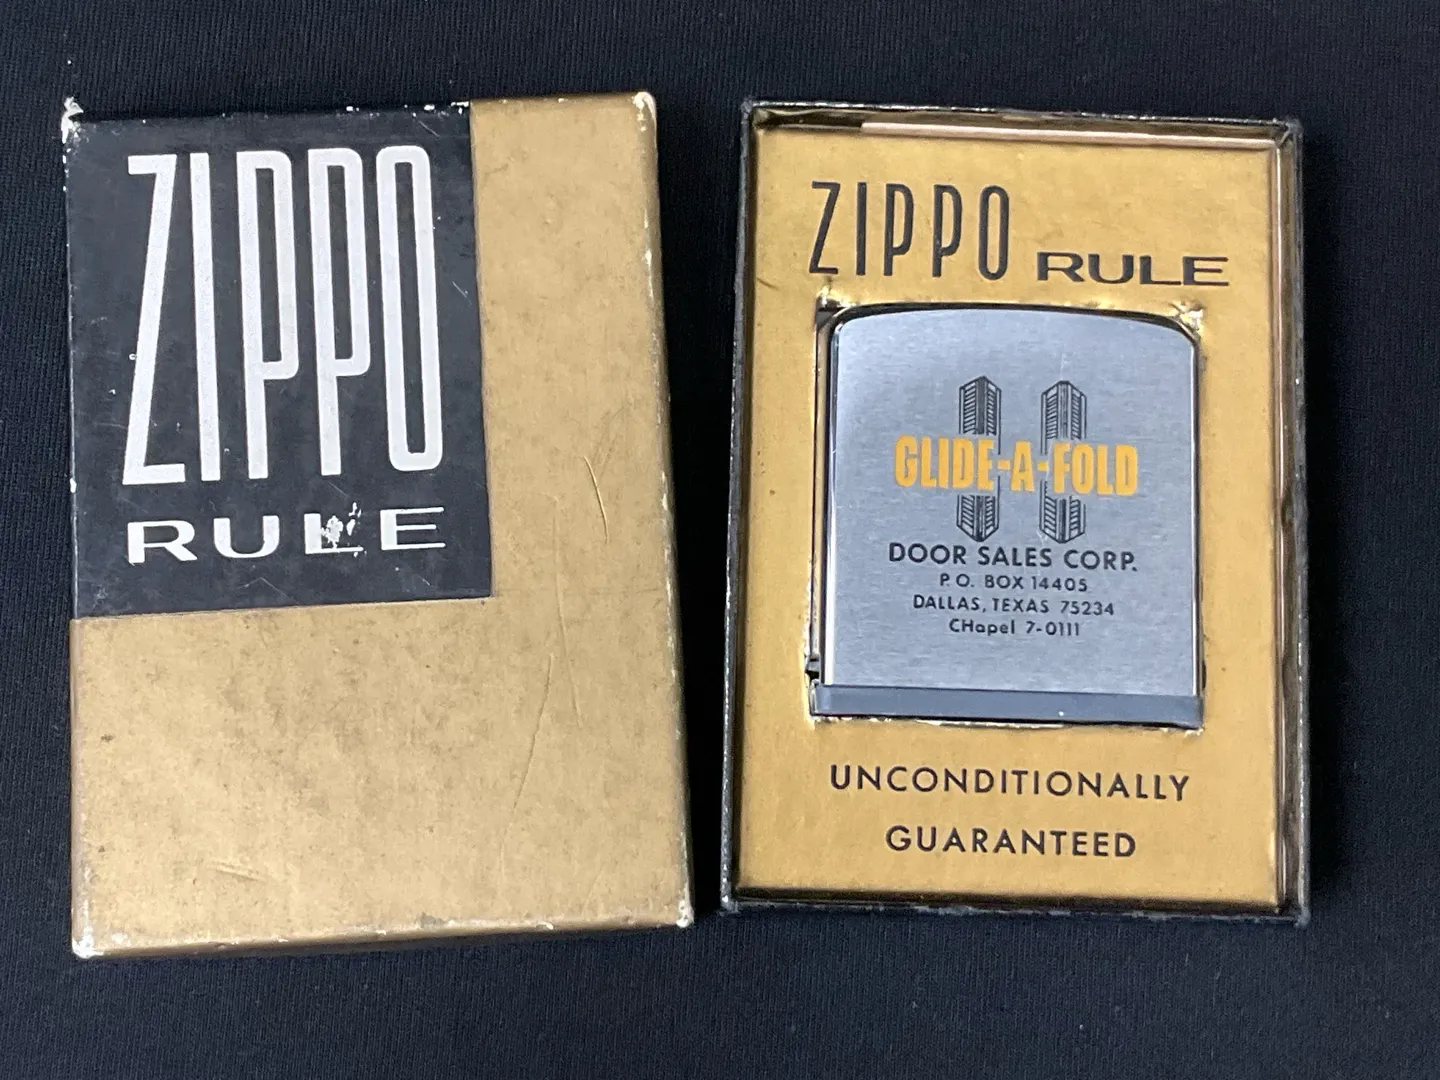 ZIPPO
RULE
ZIPPO RULE
GLIDE-A-FOLD
DOOR SALES CORP.
P.O. BOX 14405
DALLAS, TEXAS 75234
CHapel 7-0111
UNCONDITIONALLY
GUARANTEED